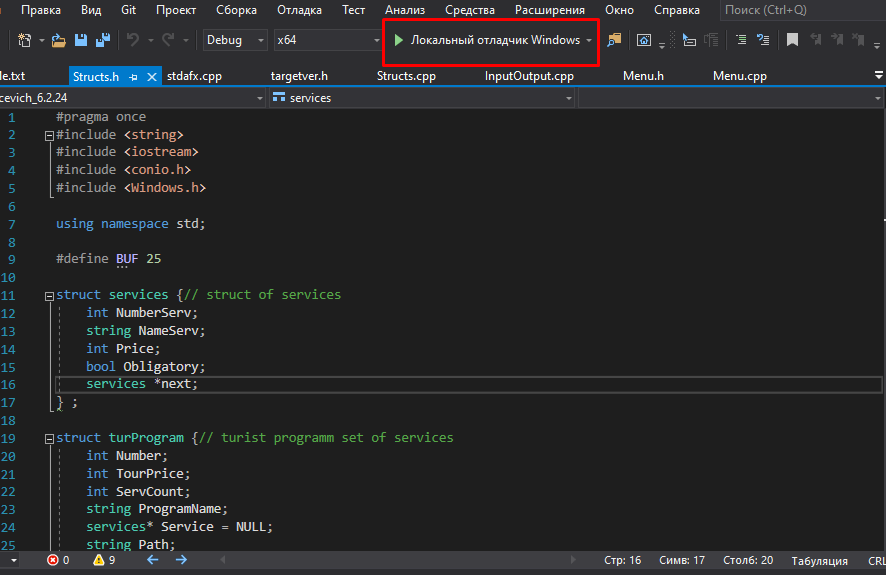 Правка Вид Git Проект Сборка Отладка Тест Анализ Средства Расширения Окно Справка Поиск (Ctrl+Q)
Debug x64 Локальный отладчик Windows
le.txt Structs.h stdafx.cpp targetver.h Structs.cpp InputOutput.cpp Menu.h Menu.cpp
cevich_6.2.24 services
1 #pragma once
2 #include <string>
3 #include <iostream>
4 #include <conio.h>
5 #include <Windows.h>
6
7 using namespace std;
8
9 #define BUF 25
10
11 struct services {// struct of services
12 int NumberServ;
13 string NameServ;
14 int Price;
15 bool Obligatory;
16 services *next;
17 } ;
18
19 struct turProgram {// turist programm set of services
20 int Number;
21 int TourPrice;
22 int ServCount;
23 string ProgramName;
24 services* Service = NULL;
25 string Path;
0 9 Стр: 16 Симв: 17 Столб: 20 Табуляция CRL